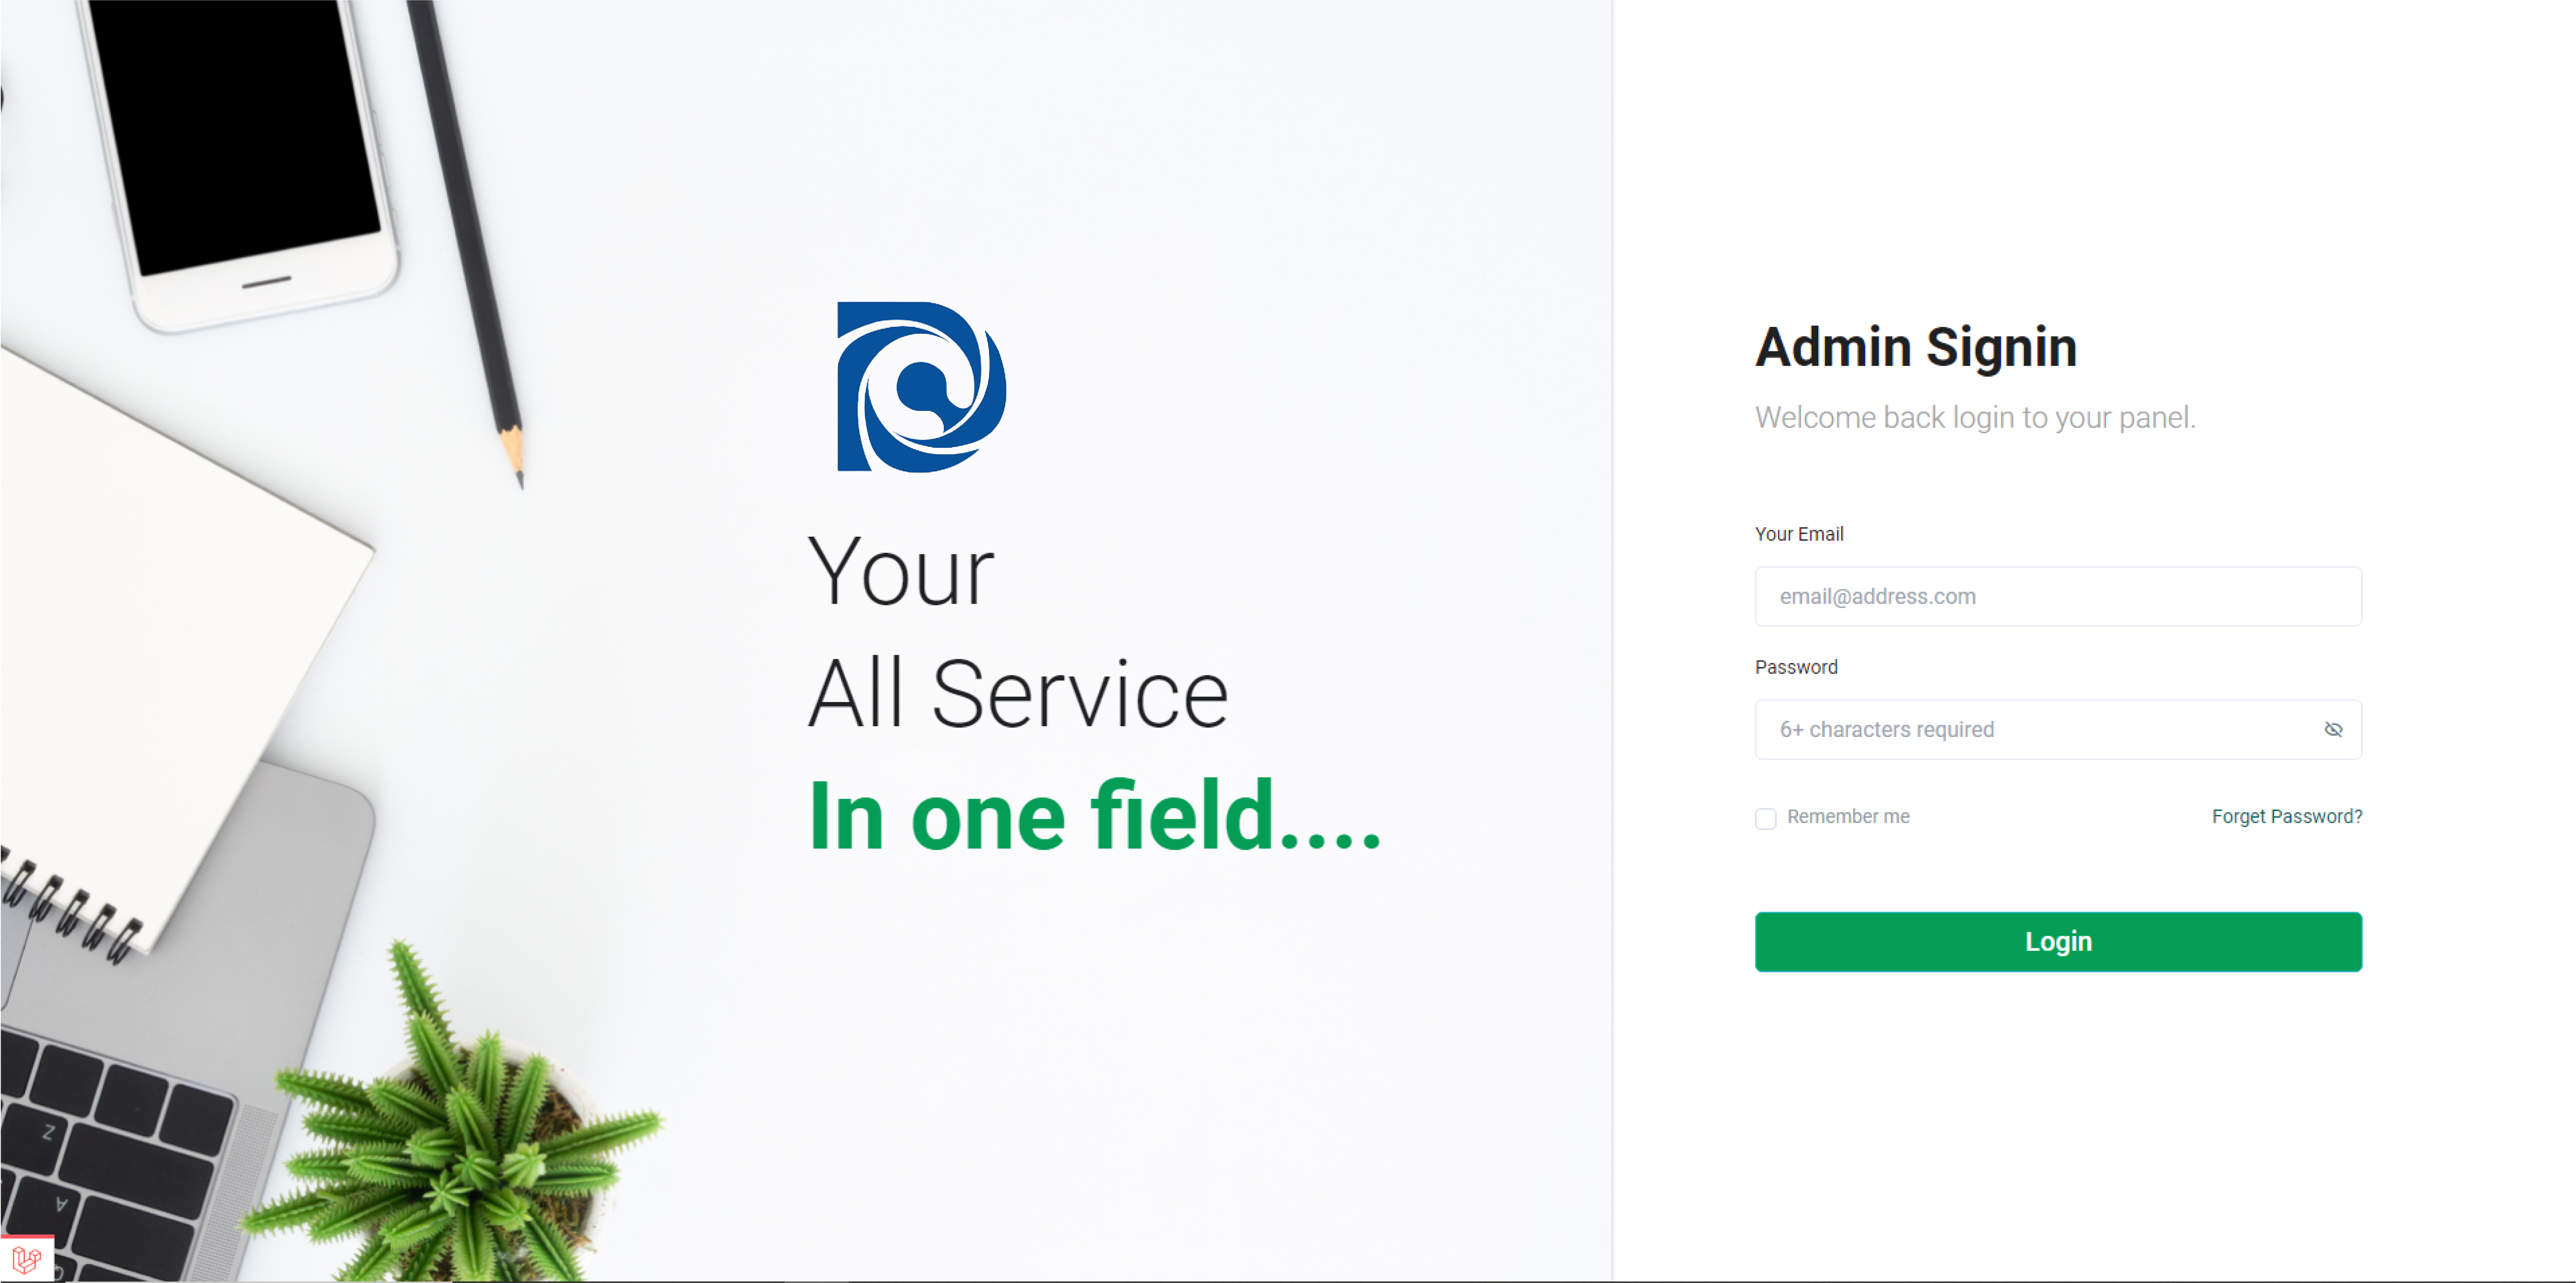 Your
All Service
In one field....
Admin Signin
Welcome back login to your panel.
Your Email
email@address.com
Password
6+ characters required
Remember me
Forget Password?
Login
Z
A